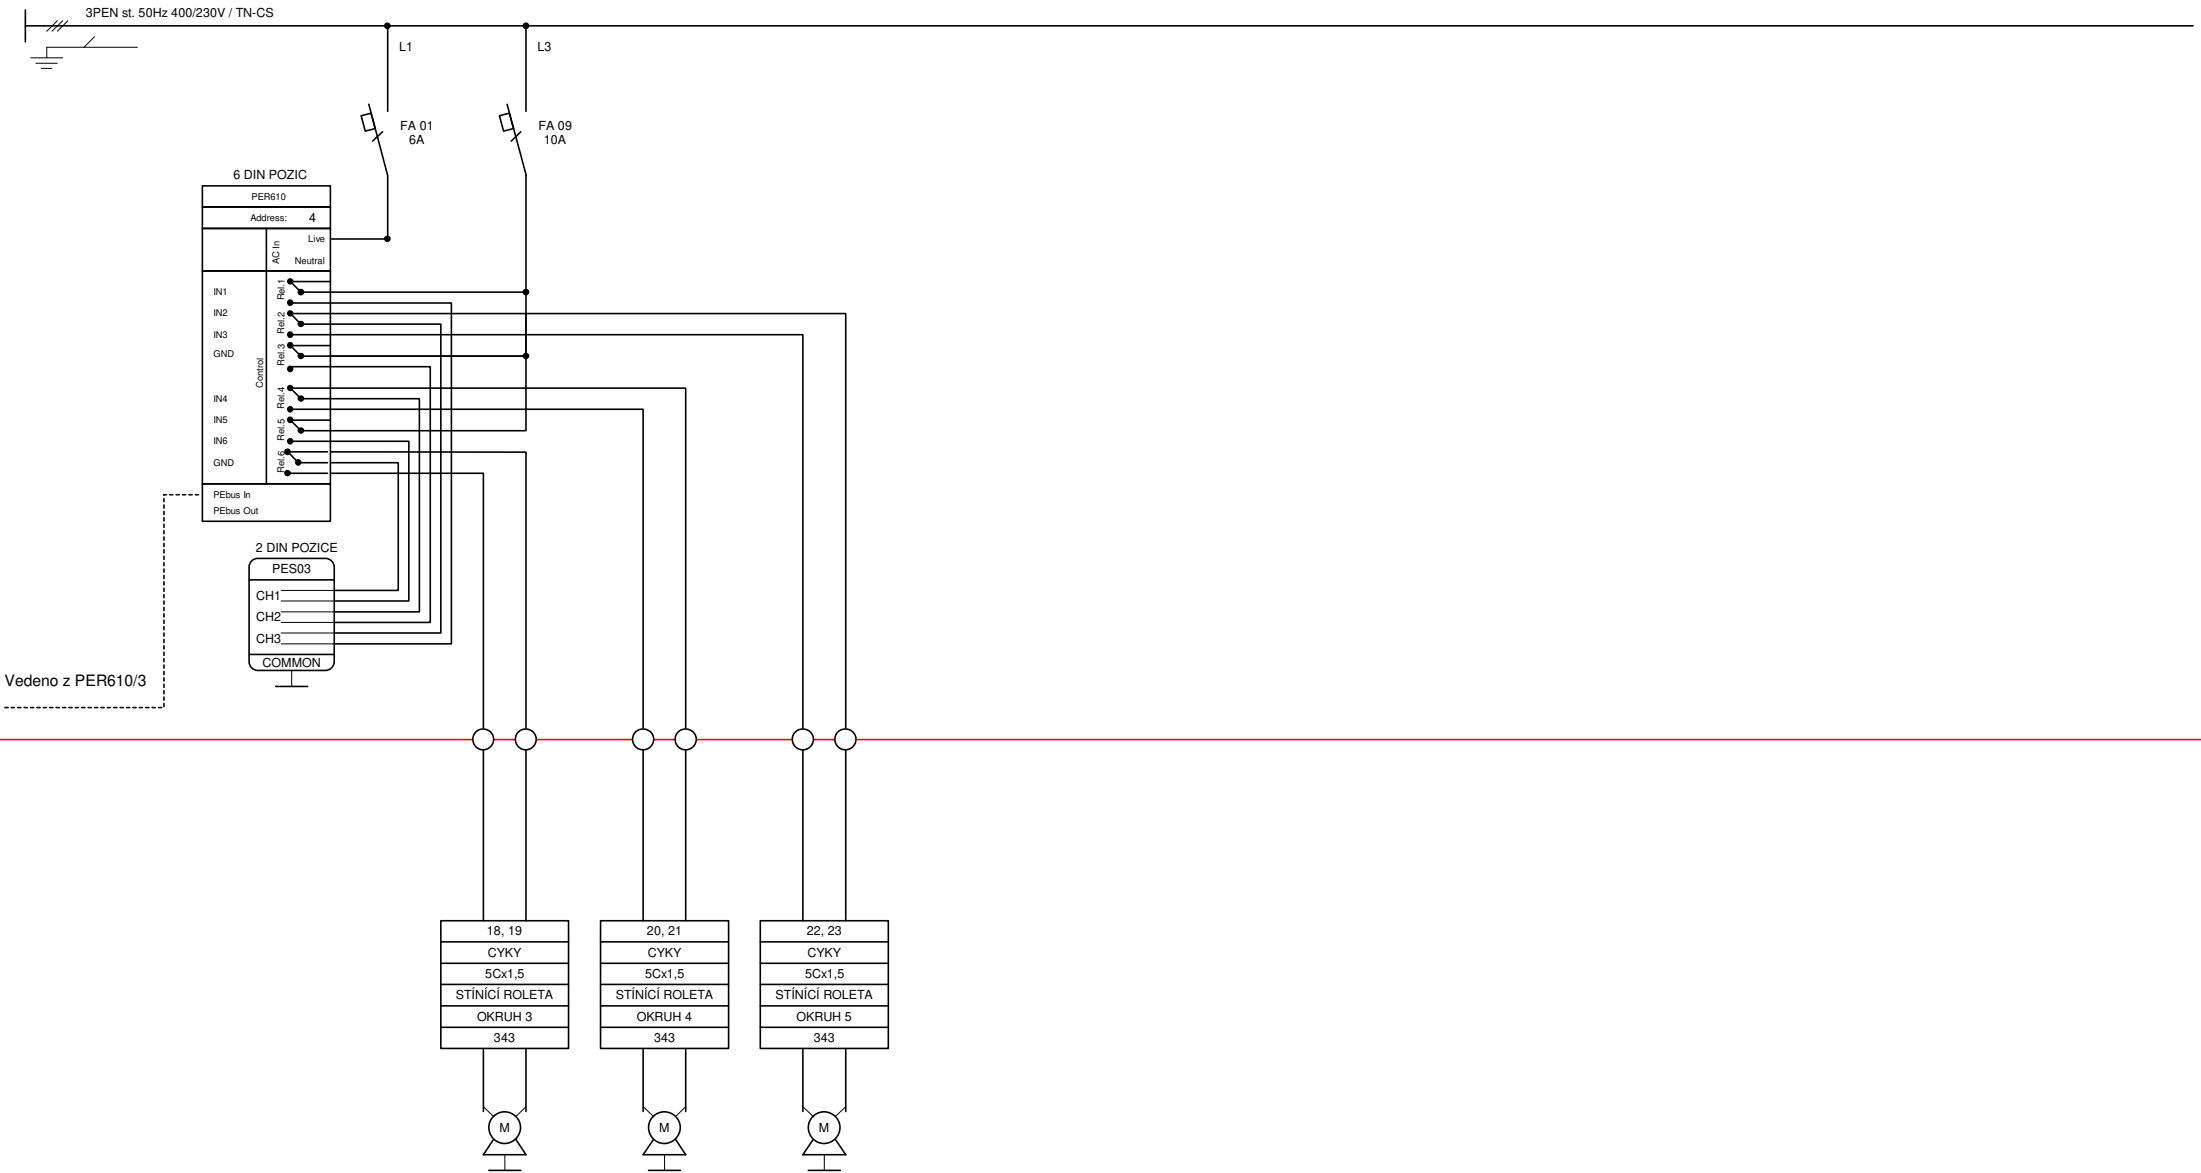 3PEN st. 50Hz 400/230V / TN-CS
L1
L3
FA 01
6A
FA 09
10A
6 DIN POZIC
PER610
Address: 4
AC In
Live
Neutral
IN1
IN2
IN3
GND
IN4
IN5
IN6
GND
Control
Rel.1
Rel.2
Rel.3
Rel.4
Rel.5
Rel.6
PEbus In
PEbus Out
2 DIN POZICE
PES03
CH1
CH2
CH3
COMMON
Vedeno z PER610/3
18, 19
CYKY
5Cx1,5
STÍNÍCÍ ROLETA
OKRUH 3
343
M
20, 21
CYKY
5Cx1,5
STÍNÍCÍ ROLETA
OKRUH 4
343
M
22, 23
CYKY
5Cx1,5
STÍNÍCÍ ROLETA
OKRUH 5
343
M